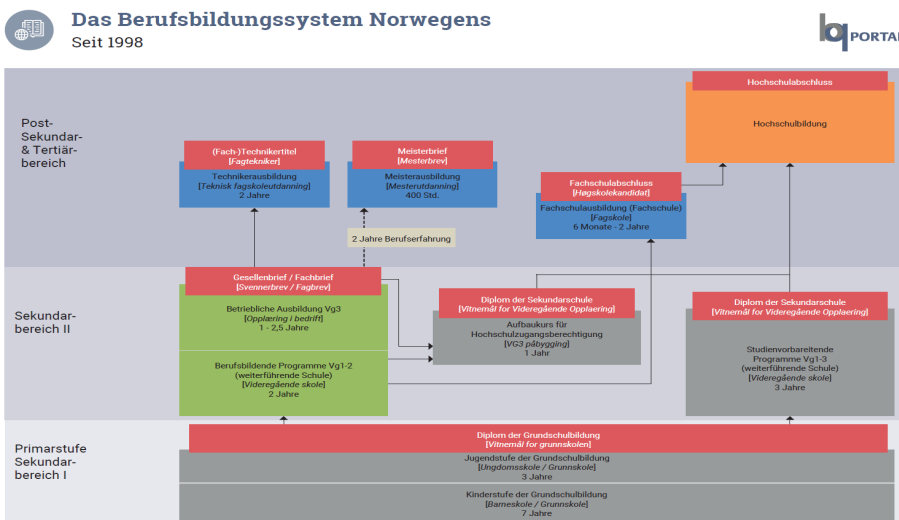 Das Berufsbildungssystem Norwegens
Seit 1998
bq PORTAL
Post-
Sekundar-
& Tertiär-
bereich
Hochschulabschluss
Hochschulbildung
(Fach-)Technikertitel
[Fagtekniker]
Technikerausbildung
[Teknisk fagskoleutdanning]
2 Jahre
Meisterbrief
[Mesterbrev]
Meisterausbildung
[Mesterutdanning]
400 Std.
Fachschulabschluss
[Høgskolekandidat]
Fachschulausbildung (Fachschule)
[Fagskole]
6 Monate - 2 Jahre
2 Jahre Berufserfahrung
Sekundar-
bereich II
Gesellenbrief / Fachbrief
[Svennerbrev / Fagbrev]
Betriebliche Ausbildung Vg3
[Opplæring i bedrift]
1 - 2,5 Jahre
Berufsbildende Programme Vg1-2
(weiterführende Schule)
[Videregående skole]
2 Jahre
Diplom der Sekundarschule
[Vitnemål for Videregående Opplaering]
Aufbaukurs für
Hochschulzugangsberechtigung
[VG3 påbygging]
1 Jahr
Diplom der Sekundarschule
[Vitnemål for Videregående Opplaering]
Studienvorbareitende
Programme Vg1-3
(weiterführende Schule)
[Videregående skole]
3 Jahre
Primarstufe
Sekundar-
bereich I
Diplom der Grundschulbildung
[Vitnemål for grunnskolen]
Jugendstufe der Grundschulbildung
[Ungdomsskole / Grunnskole]
3 Jahre
Kinderstufe der Grundschulbildung
[Barneskole / Grunnskole]
7 Jahre